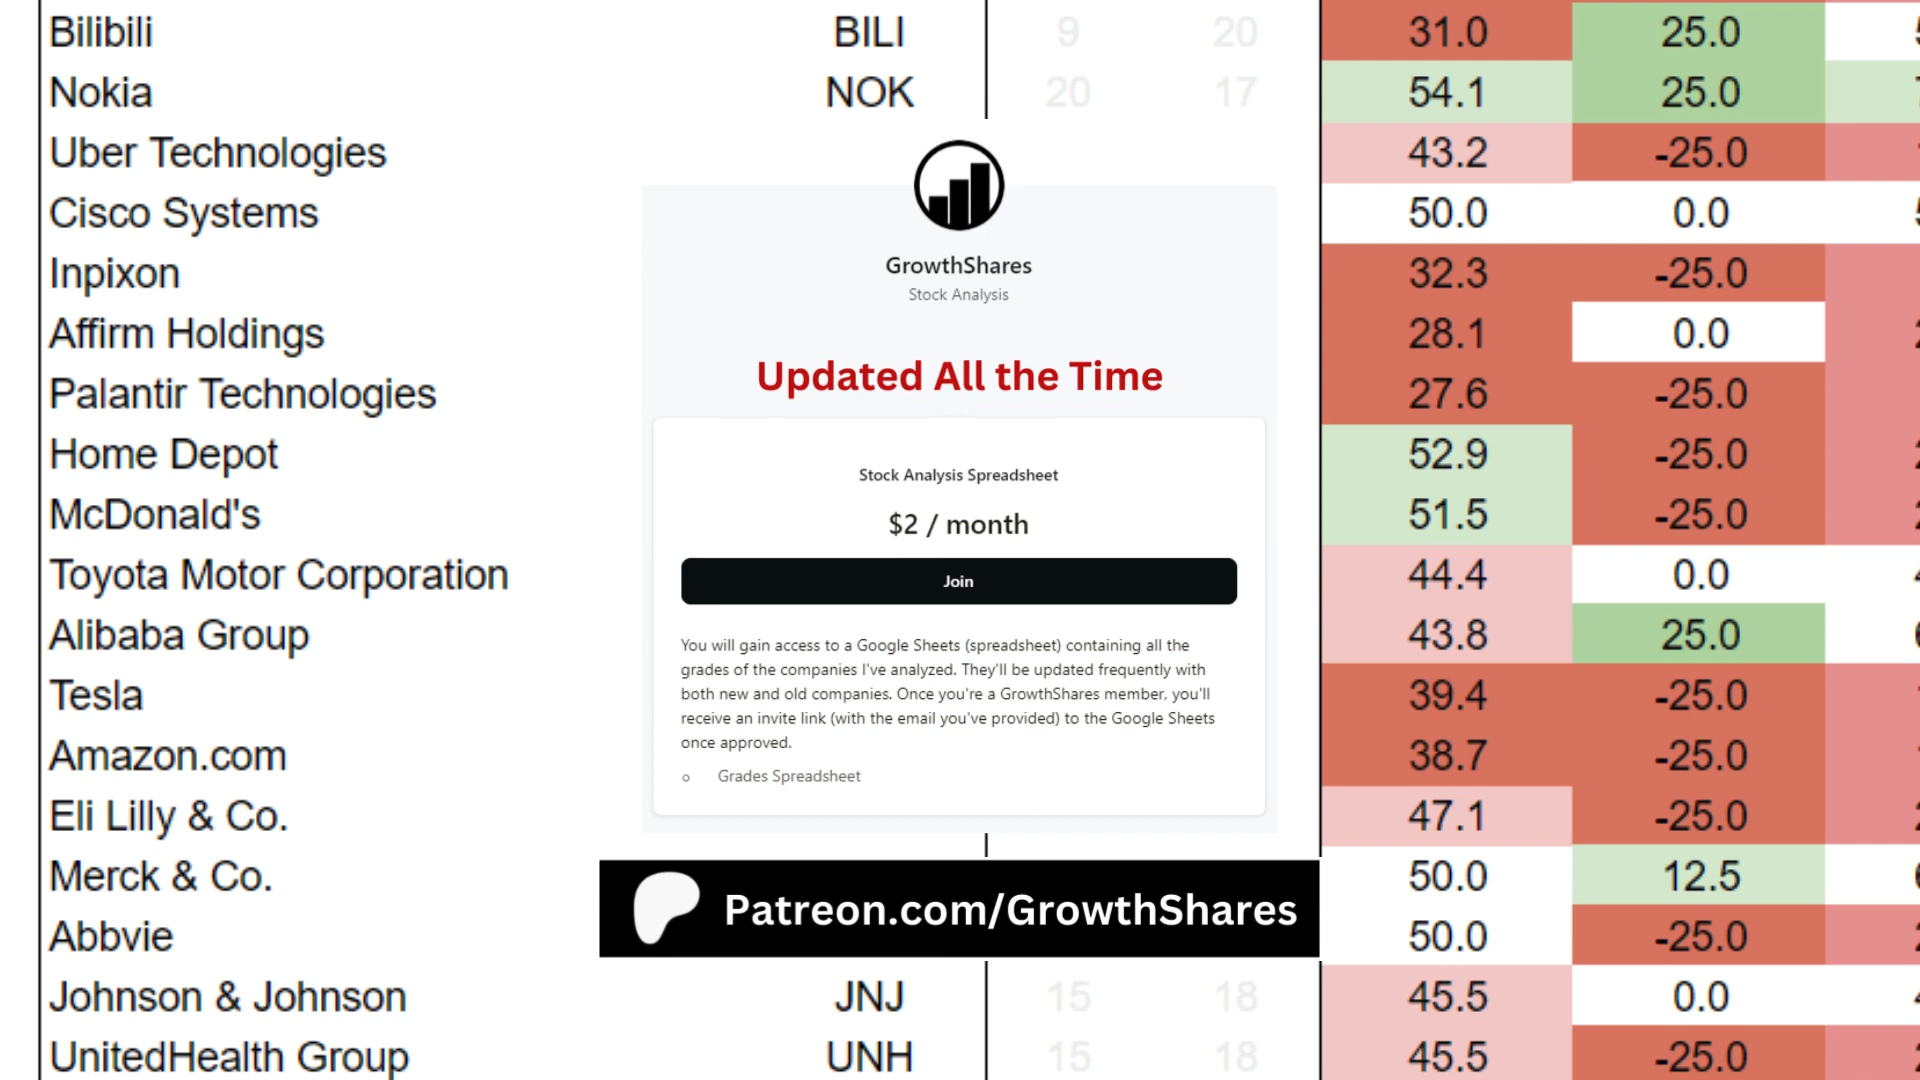 Bilibili BILI 9 20 31.0 25.0
Nokia NOK 20 17 54.1 25.0
Uber Technologies 43.2 -25.0
Cisco Systems 50.0 0.0
Inpixon 32.3 -25.0
Affirm Holdings 28.1 0.0
Palantir Technologies 27.6 -25.0
Home Depot 52.9 -25.0
McDonald's 51.5 -25.0
Toyota Motor Corporation 44.4 0.0
Alibaba Group 43.8 25.0
Tesla 39.4 -25.0
Amazon.com 38.7 -25.0
Eli Lilly & Co. 47.1 -25.0
Merck & Co. 50.0 12.5
Abbvie 50.0 -25.0
Johnson & Johnson JNJ 15 18 45.5 0.0
UnitedHealth Group UNH 15 18 45.5 -25.0
GrowthShares
Stock Analysis
Updated All the Time
Stock Analysis Spreadsheet
$2 / month
Join
You will gain access to a Google Sheets (spreadsheet) containing all the
grades of the companies I've analyzed. They'll be updated frequently with
both new and old companies. Once you're a GrowthShares member, you'll
receive an invite link (with the email you've provided) to the Google Sheets
once approved.
Grades Spreadsheet
Patreon.com/GrowthShares